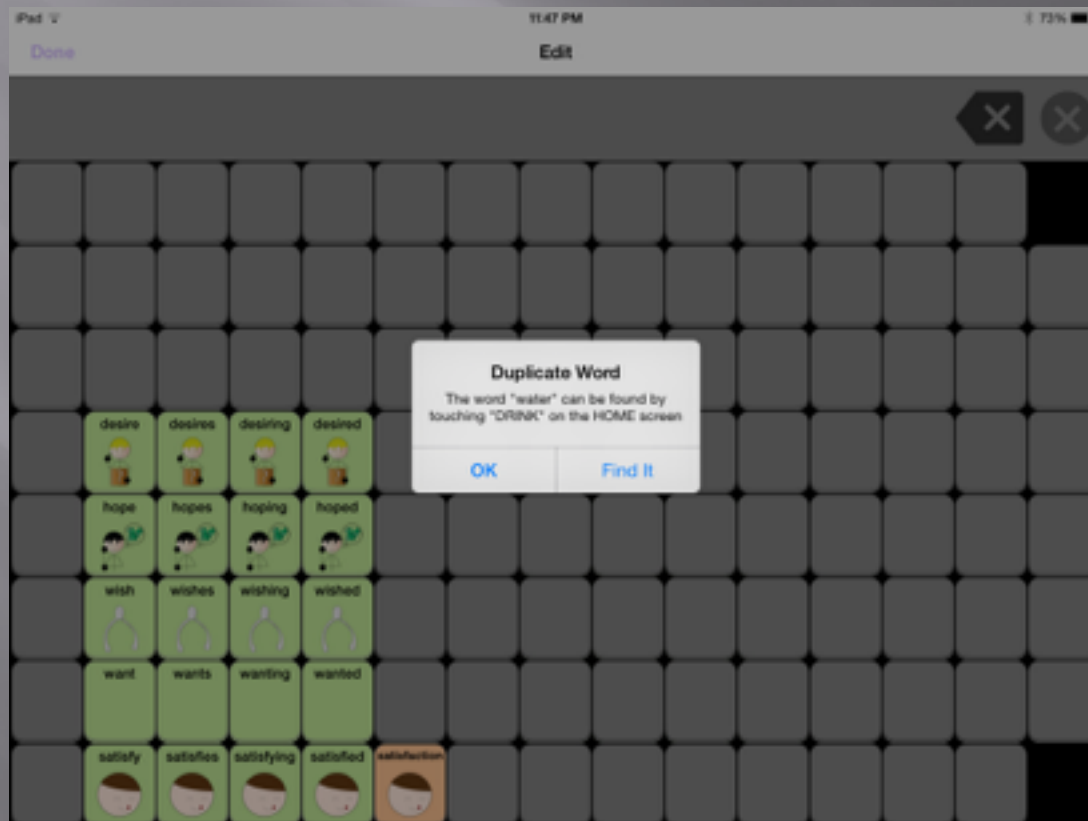 iPad 11:47 PM 73%
Done Edit
Duplicate Word
The word "water" can be found by
touching "DRINK" on the HOME screen
OK Find It
desire desires desiring desired
hope hopes hoping hoped
wish wishes wishing wished
want wants wanting wanted
satisfy satisfies satisfying satisfied satisfaction